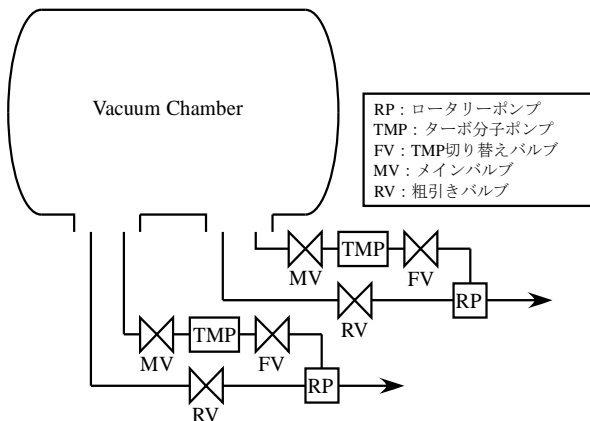 Vacuum Chamber
RP：ロータリーポンプ
TMP：ターボ分子ポンプ
FV：TMP切り替えバルブ
MV：メインバルブ
RV：粗引きバルブ
TMP
MV
FV
RP
RV
TMP
MV
FV
RP
RV